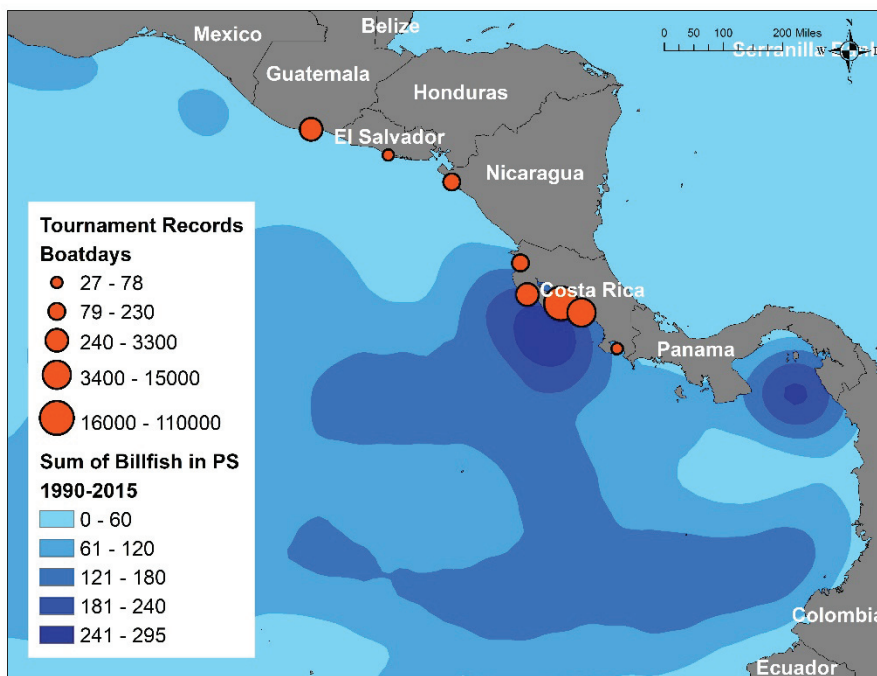 Mexico
Belize
Guatemala
Honduras
El Salvador
Nicaragua
Costa Rica
Panama
Colombia
Ecuador
0 50 100 200 Miles
N
W
S
Serranilla
Tournament Records
Boatdays
27 - 78
79 - 230
240 - 3300
3400 - 15000
16000 - 110000
Sum of Billfish in PS
1990-2015
0 - 60
61 - 120
121 - 180
181 - 240
241 - 295